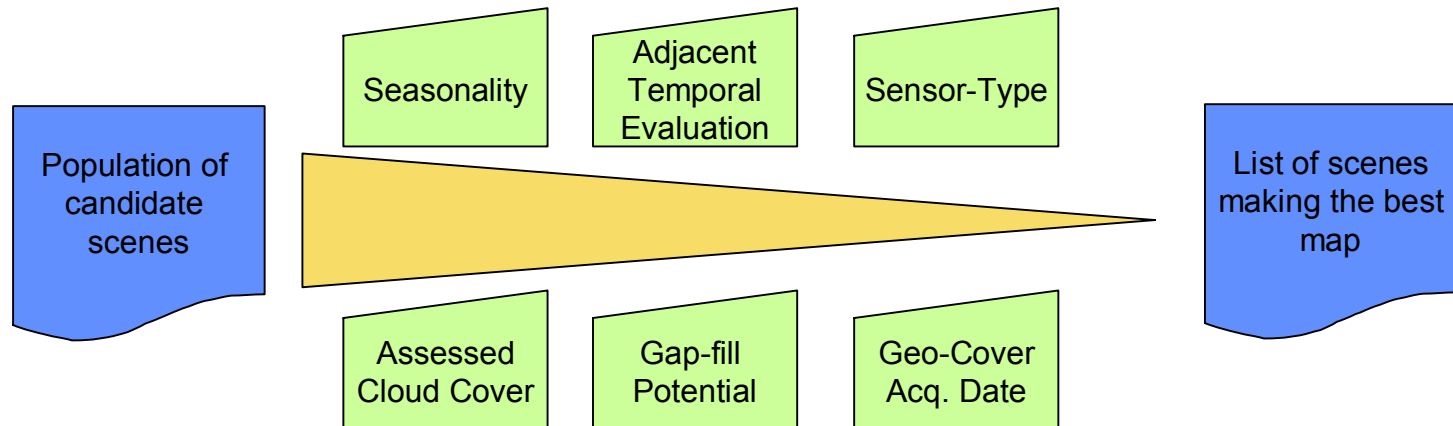 Population of
candidate
scenes
Seasonality
Adjacent
Temporal
Evaluation
Sensor-Type
Assessed
Cloud Cover
Gap-fill
Potential
Geo-Cover
Acq. Date
List of scenes
making the best
map